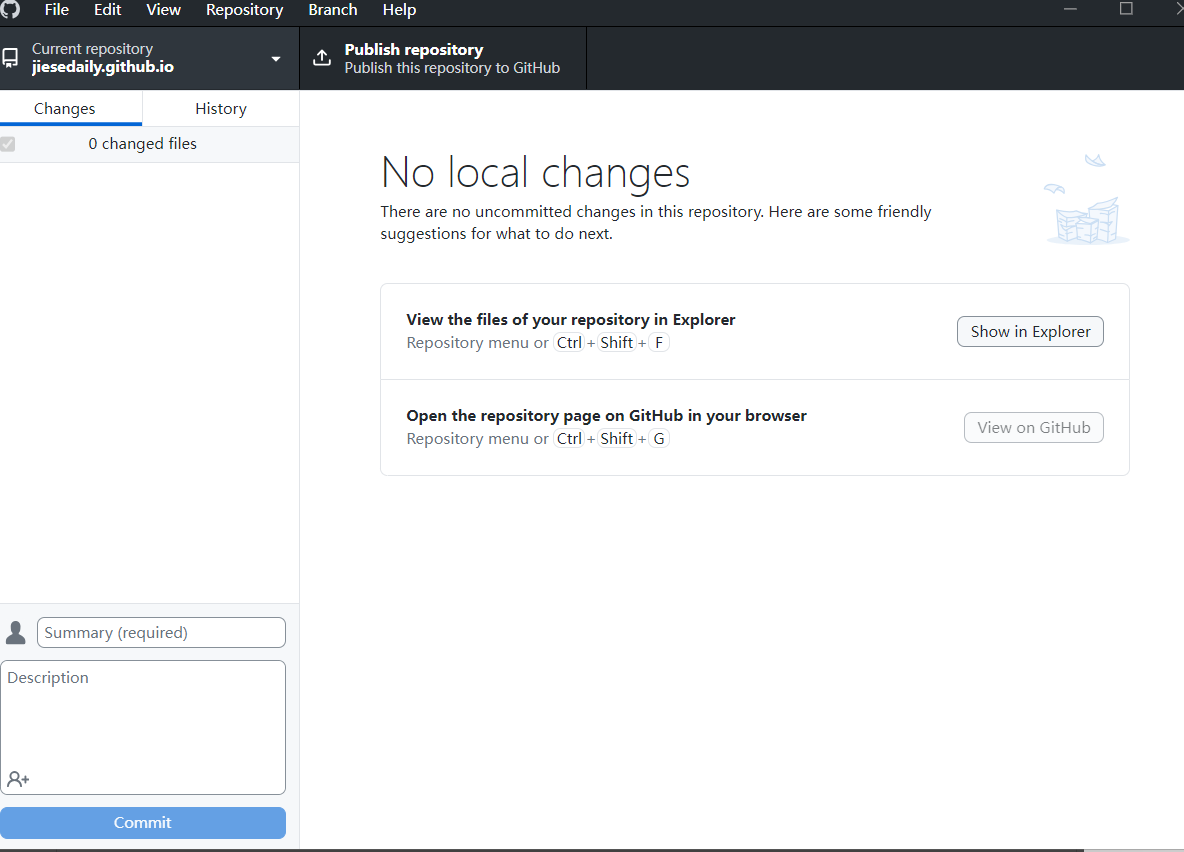 File Edit View Repository Branch Help
Current repository
jiesedaily.github.io
Publish repository
Publish this repository to GitHub
Changes History
0 changed files
No local changes
There are no uncommitted changes in this repository. Here are some friendly
suggestions for what to do next.
View the files of your repository in Explorer
Repository menu or Ctrl + Shift + F
Show in Explorer
Open the repository page on GitHub in your browser
Repository menu or Ctrl + Shift + G
View on GitHub
Summary (required)
Description
Commit